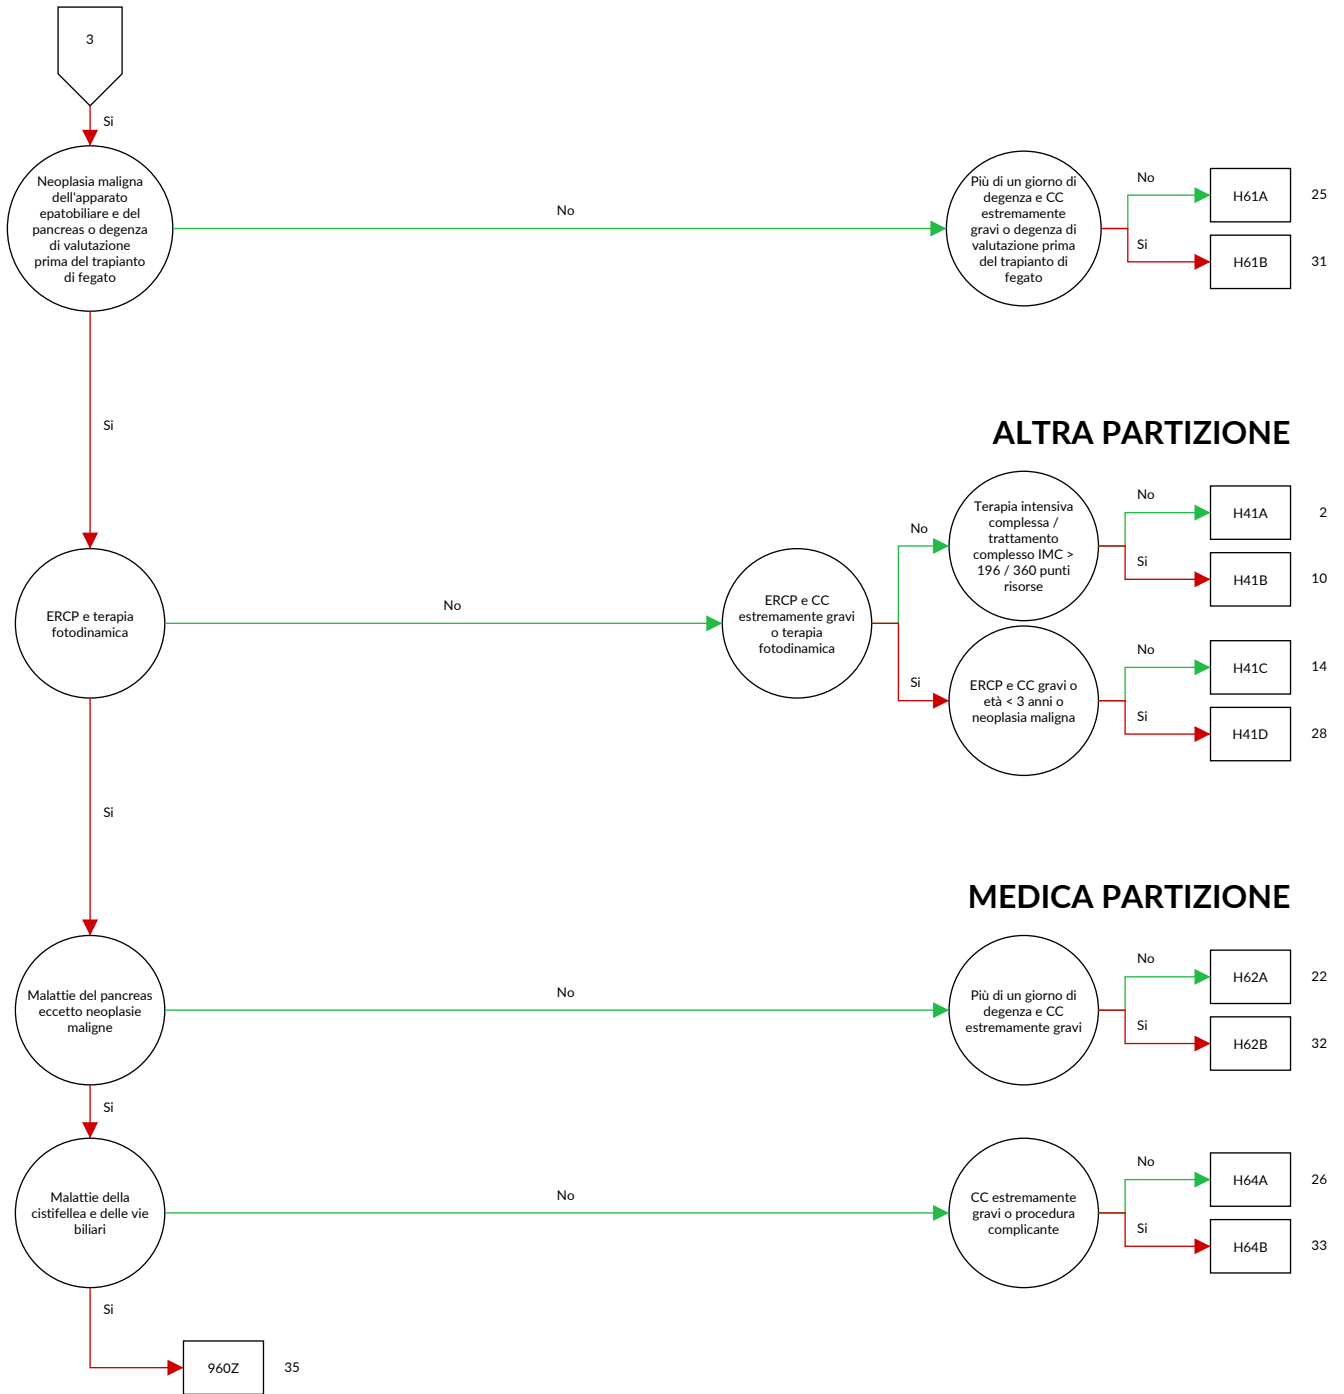 3
Si
Neoplasia maligna
dell'apparato
epatobiliare e del
pancreas o degenza
di valutazione
prima del trapianto
di fegato
No
Più di un giorno di
degenza e CC
estremamente
gravi o degenza di
valutazione prima
del trapianto di
fegato
No
H61A 25
Si
H61B 31
Si
ALTRA PARTIZIONE
ERCP e terapia
fotodinamica
No
ERCP e CC
estremamente gravi
o terapia
fotodinamica
No
Terapia intensiva
complessa /
trattamento
complesso IMC >
196 / 360 punti
risorse
No
H41A 2
Si
H41B 10
Si
ERCP e CC gravi o
età < 3 anni o
neoplasia maligna
No
H41C 14
Si
H41D 28
Si
MEDICA PARTIZIONE
Malattie del pancreas
eccetto neoplasie
maligne
No
Più di un giorno di
degenza e CC
estremamente gravi
No
H62A 22
Si
H62B 32
Si
Malattie della
cistifellea e delle vie
biliari
No
CC estremamente
gravi o procedura
complicante
No
H64A 26
Si
H64B 33
Si
960Z 35